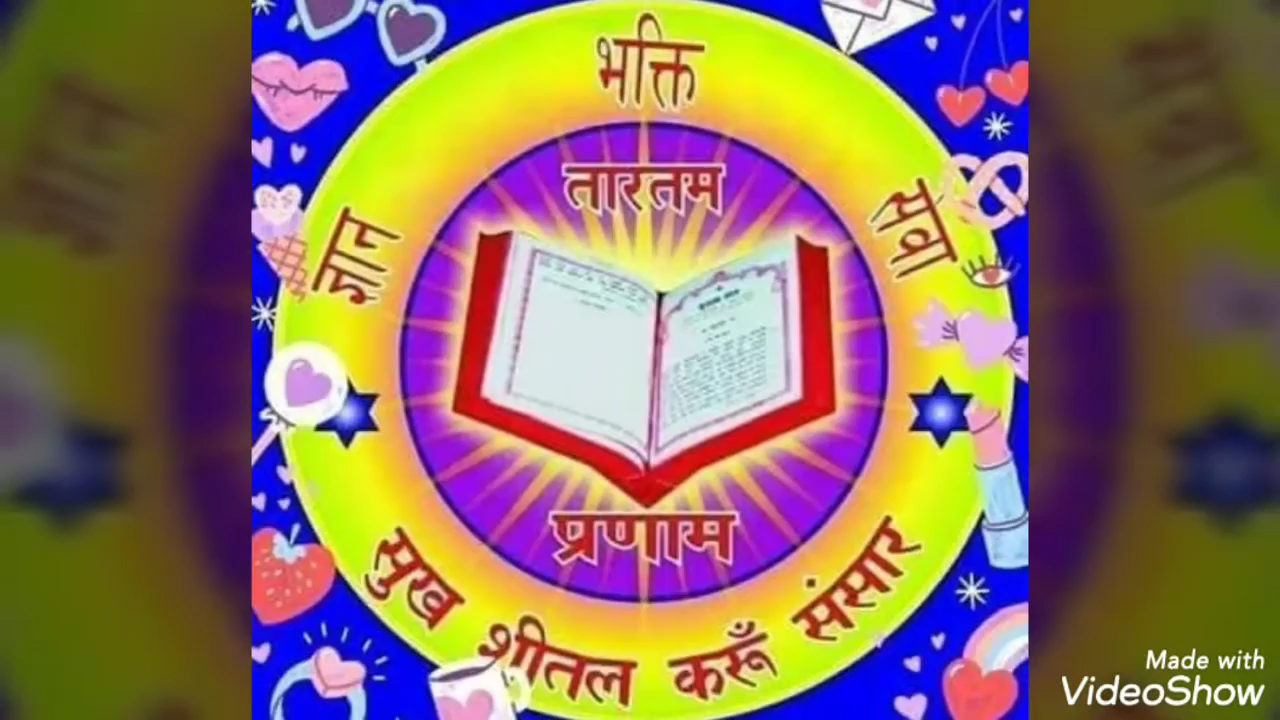 भक्ति
तारतम
ज्ञान
सेवा
प्रणाम
सुख शीतल करूँ संसार
Made with
VideoShow